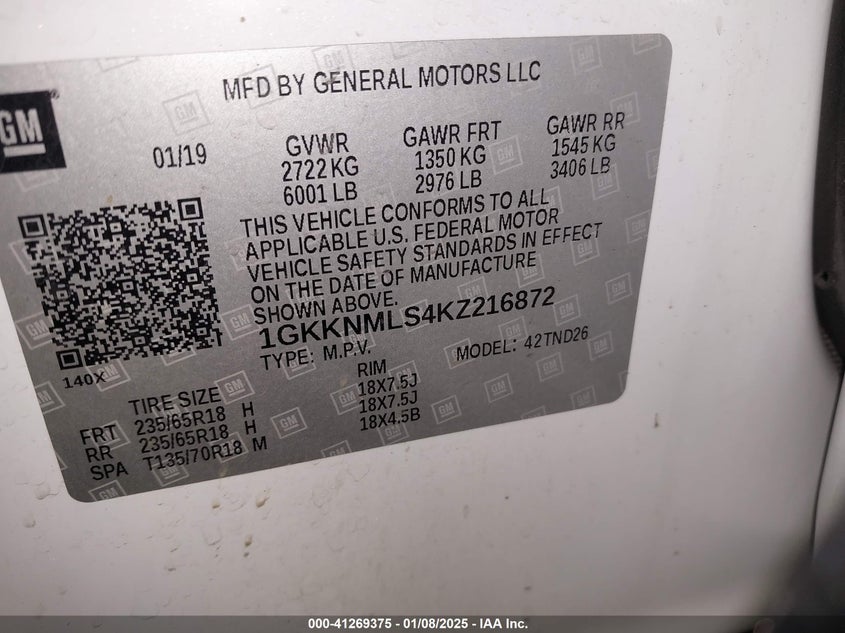 MFD BY GENERAL MOTORS LLC
GM
01/19
GVWR GAWR FRT GAWR RR
2722 KG 1350 KG 1545 KG
6001 LB 2976 LB 3406 LB
THIS VEHICLE CONFORMS TO ALL
APPLICABLE U.S. FEDERAL MOTOR
VEHICLE SAFETY STANDARDS IN EFFECT
ON THE DATE OF MANUFACTURE
SHOWN ABOVE.
1GKKNMLS4KZ216872
TYPE: M.P.V. MODEL: 42TND26
140X
TIRE SIZE RIM
FRT 235/65R18 H 18X7.5J
RR 235/65R18 H 18X7.5J
SPA T135/70R18 M 18X4.5B
000-41269375 - 01/08/2025 - IAA Inc.